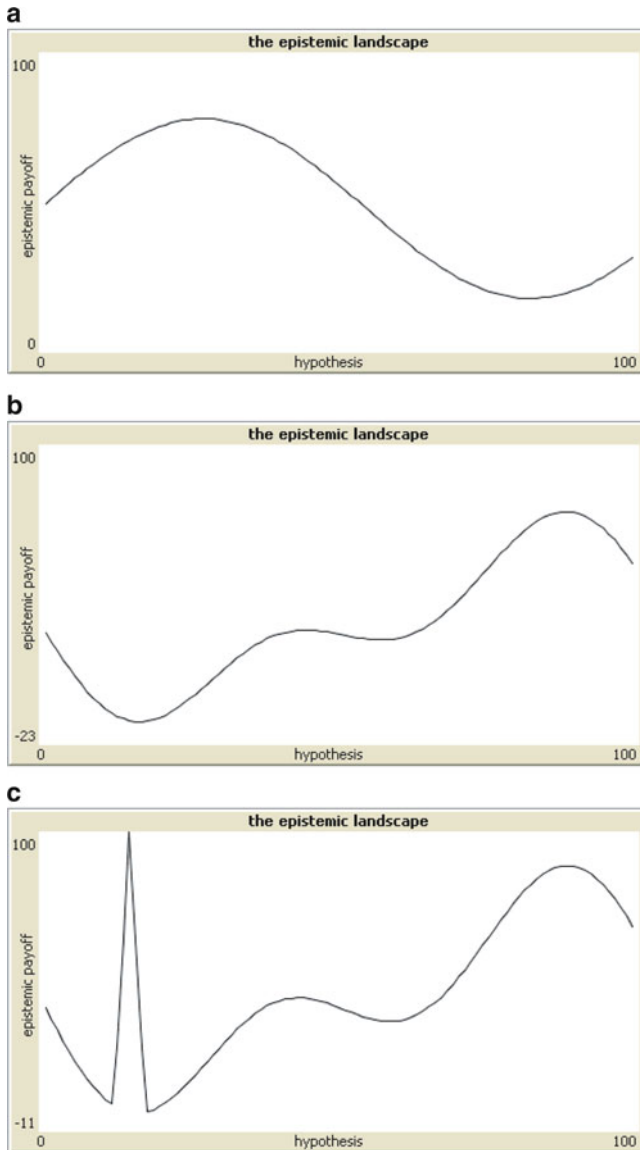 a
the epistemic landscape
100
epistemic payoff
0
0 hypothesis 100
b
the epistemic landscape
100
epistemic payoff
-23
0 hypothesis 100
c
the epistemic landscape
100
epistemic payoff
-11
0 hypothesis 100